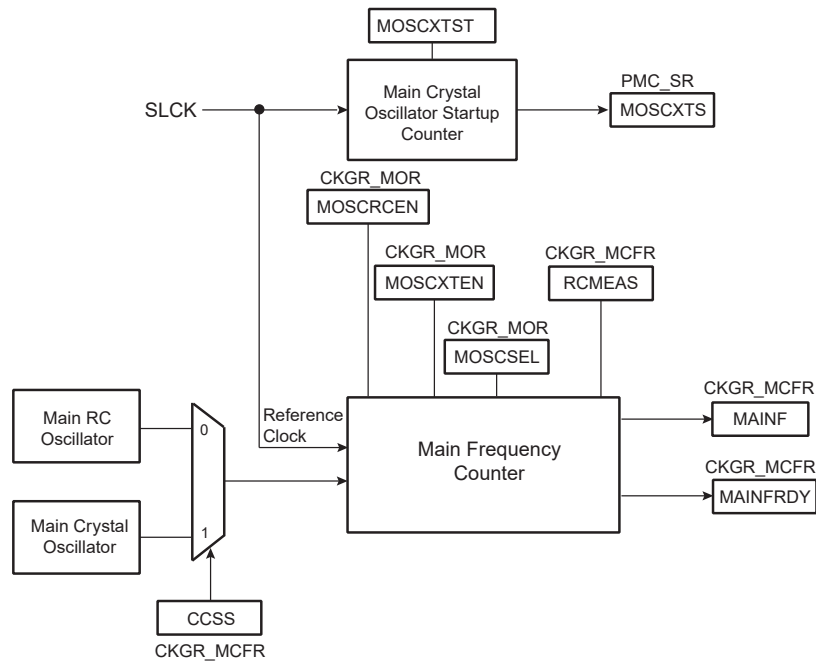 MOSCXTST
SLCK
Main Crystal
Oscillator Startup
Counter
PMC_SR
MOSCXTS
CKGR_MOR
MOSCRCEN
CKGR_MOR
MOSCXTEN
CKGR_MCFR
RCMEAS
CKGR_MOR
MOSCSEL
Main RC
Oscillator
0
Reference
Clock
Main Frequency
Counter
CKGR_MCFR
MAINF
CKGR_MCFR
MAINFRDY
Main Crystal
Oscillator
1
CCSS
CKGR_MCFR